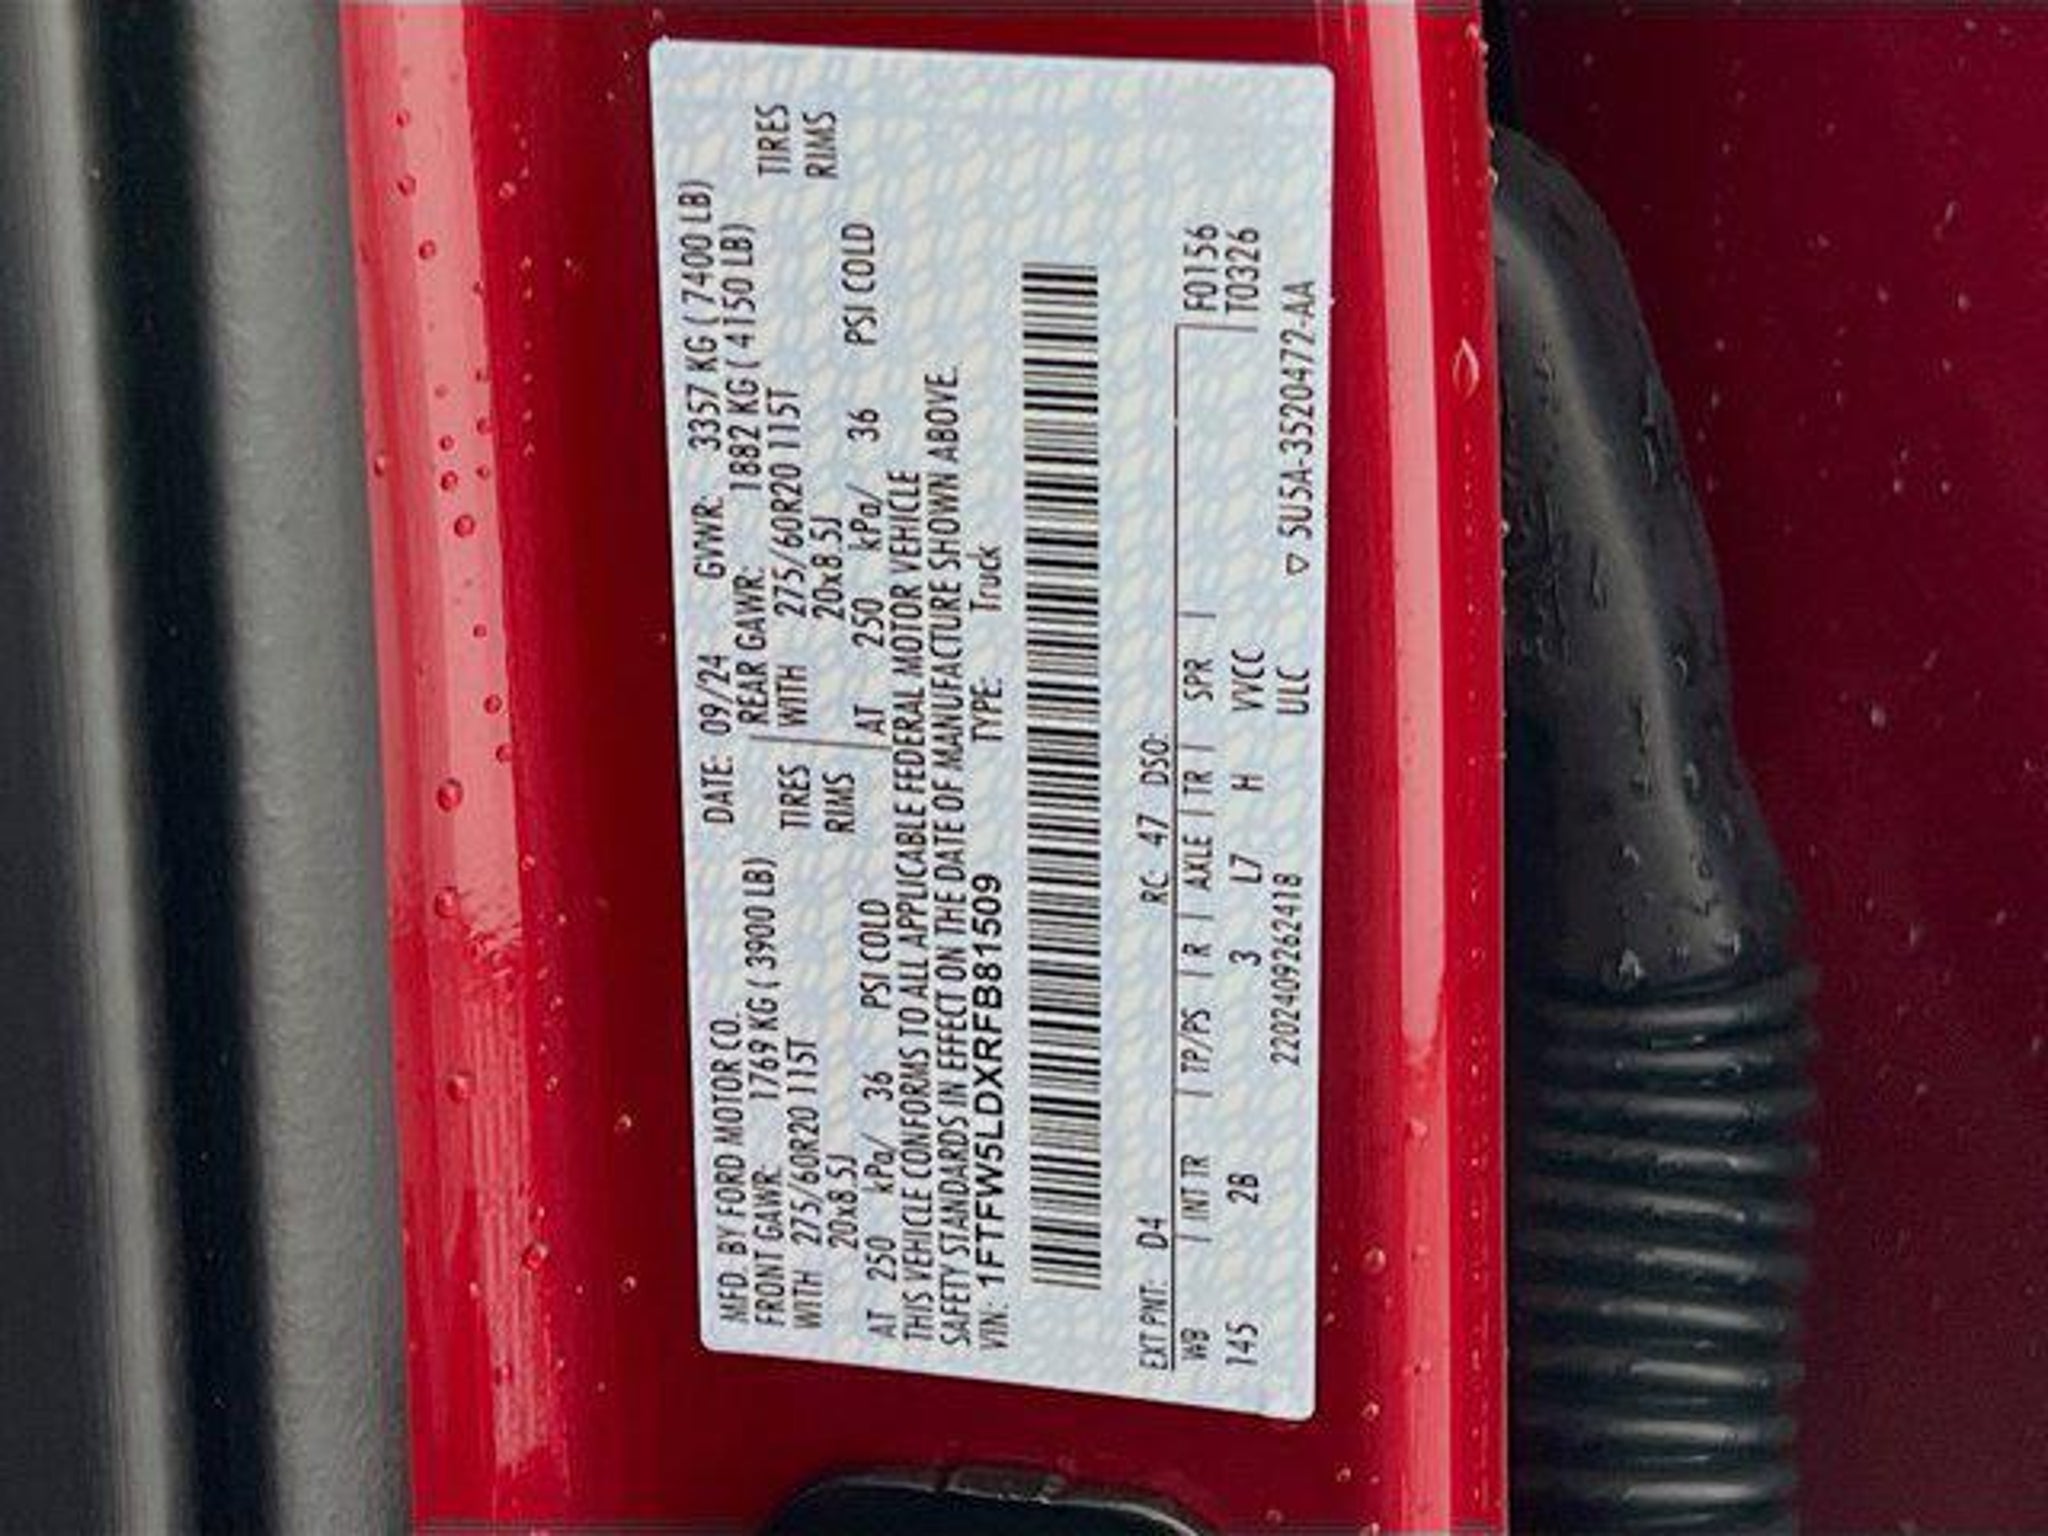 MFD. BY FORD MOTOR CO. DATE: 09/24 GVWR: 3357 KG ( 7400 LB)
FRONT GAWR: 1769 KG ( 3900 LB) REAR GAWR: 1882 KG ( 4150 LB)
WITH 275/60R20 115T TIRES WITH 275/60R20 115T TIRES
20x8.5J RIMS 20x8.5J RIMS
AT 250 kPa/ 36 PSI COLD AT 250 kPa/ 36 PSI COLD
THIS VEHICLE CONFORMS TO ALL APPLICABLE FEDERAL MOTOR VEHICLE
SAFETY STANDARDS IN EFFECT ON THE DATE OF MANUFACTURE SHOWN ABOVE.
VIN: 1FTFW5LDXRFB81509 TYPE: Truck
EXT PNT: D4 RC: 47 DSO:
WB | INT TR | TP/PS | R | AXLE | TR | SPR | F0156
145 2B 3 L7 H VVCC T0326
2202409262418 ULC ▽ SU5A-3520472-AA